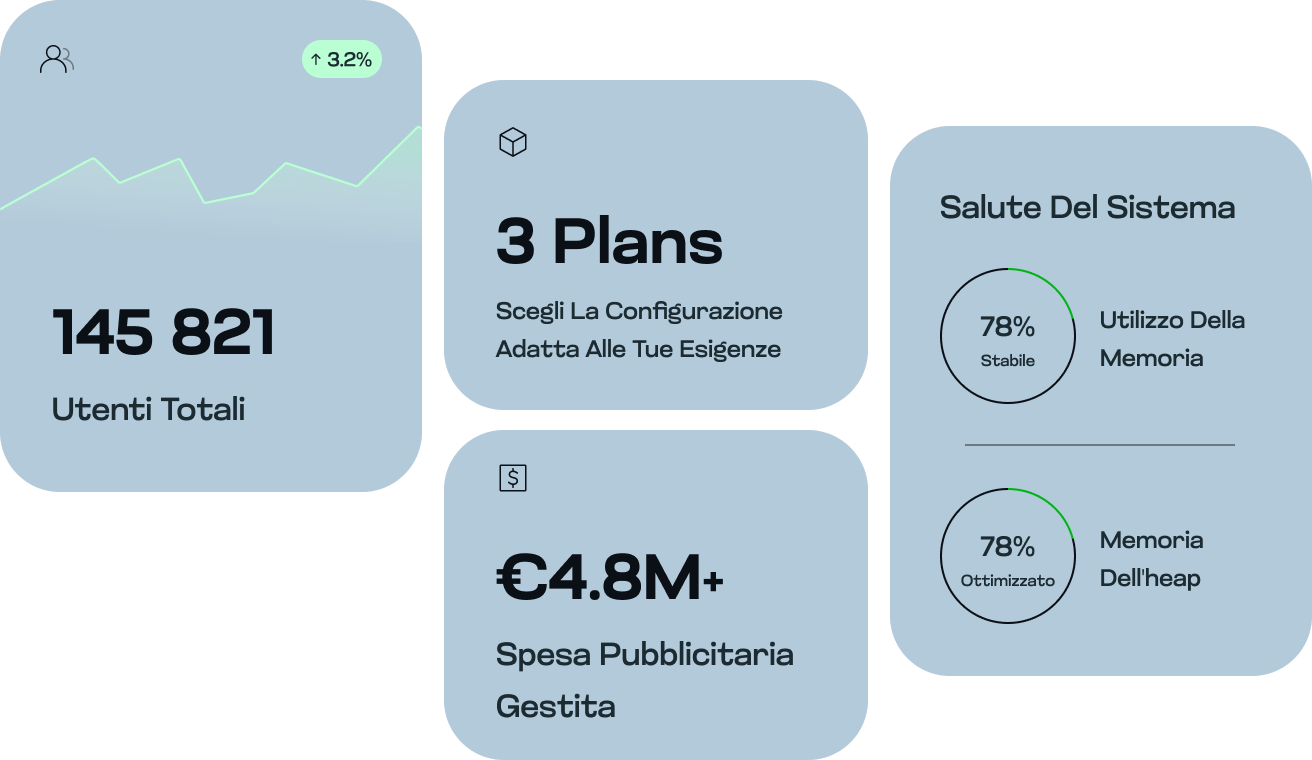 ↑ 3.2%
145 821
Utenti Totali
3 Plans
Scegli La Configurazione
Adatta Alle Tue Esigenze
$
€4.8M+
Spesa Pubblicitaria
Gestita
Salute Del Sistema
78%
Stabile
Utilizzo Della
Memoria
78%
Ottimizzato
Memoria
Dell'heap